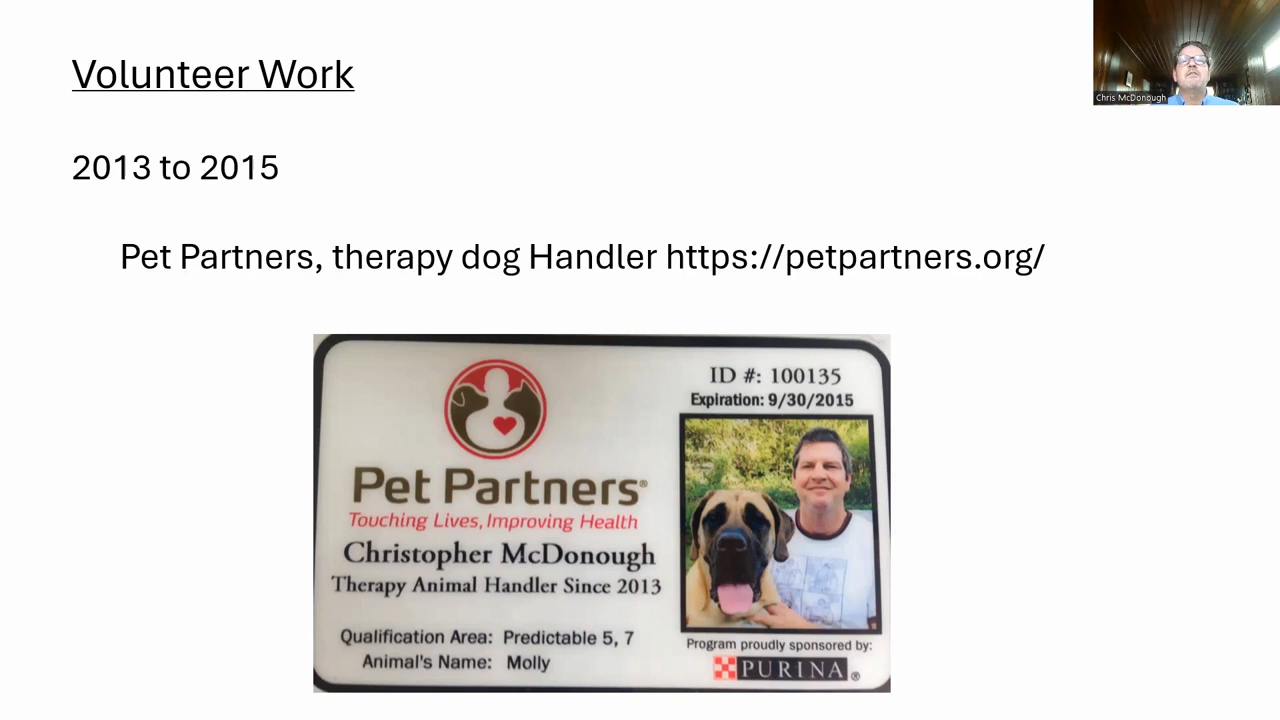 Volunteer Work
Chris McDonough
2013 to 2015
Pet Partners, therapy dog Handler https://petpartners.org/
ID #: 100135
Expiration: 9/30/2015
Pet Partners®
Touching Lives, Improving Health
Christopher McDonough
Therapy Animal Handler Since 2013
Qualification Area: Predictable 5, 7
Animal's Name: Molly
Program proudly sponsored by:
PURINA®